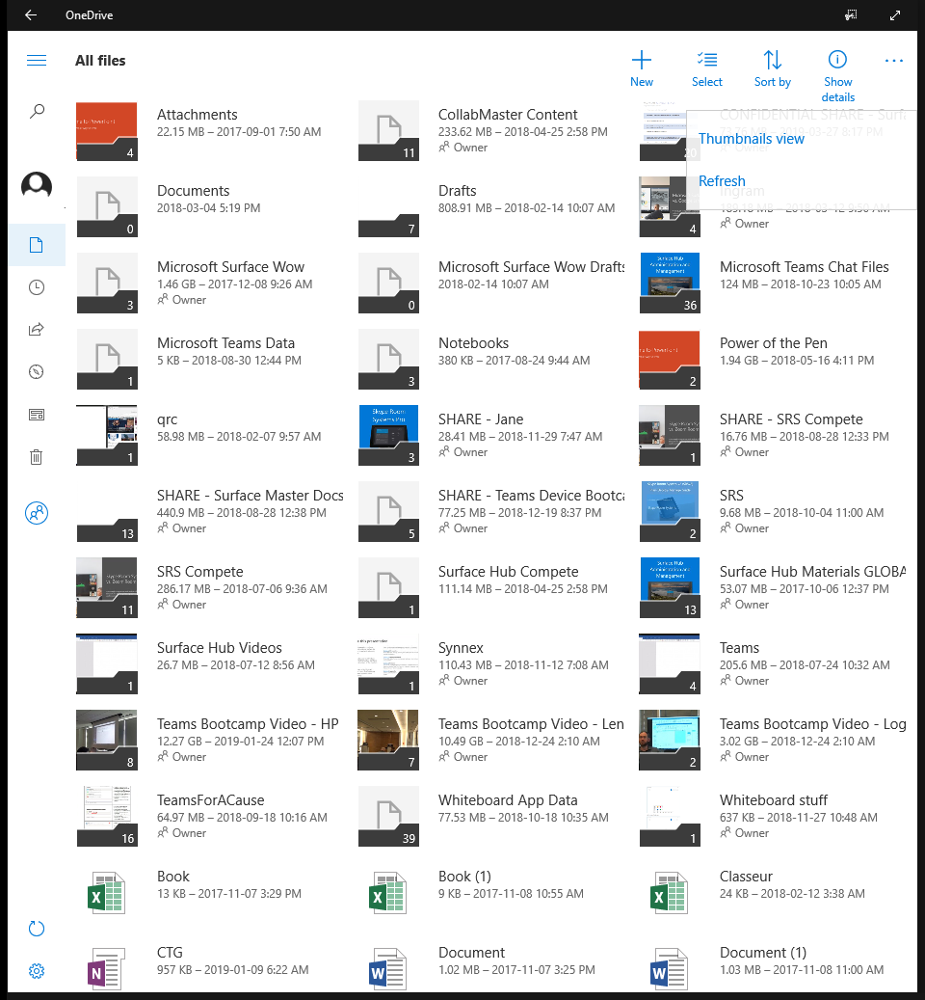 OneDrive
All files
New
Select
Sort by
Show details
Thumbnails view
Refresh
Attachments
22.15 MB – 2017-09-01 7:50 AM
4
CollabMaster Content
233.62 MB – 2018-04-25 2:58 PM
Owner
11
CONFIDENTIAL SHARE - Surf
20
Documents
2018-03-04 5:19 PM
0
Drafts
808.91 MB – 2018-02-14 10:07 AM
7
Ingram
Owner
4
Microsoft Surface Wow
1.46 GB – 2017-12-08 9:26 AM
Owner
3
Microsoft Surface Wow Drafts
2018-02-14 10:07 AM
0
Surface Hub
Administration and
Management
Microsoft Teams Chat Files
124 MB – 2018-10-23 10:05 AM
36
Microsoft Teams Data
5 KB – 2018-08-30 12:44 PM
1
Notebooks
380 KB – 2017-08-24 9:44 AM
3
Power of the Pen
1.94 GB – 2018-05-16 4:11 PM
2
qrc
58.98 MB – 2018-02-07 9:57 AM
1
Skype Room
Systems Pro
SHARE - Jane
28.41 MB – 2018-11-29 7:47 AM
Owner
3
SHARE - SRS Compete
16.76 MB – 2018-08-28 12:33 PM
Owner
1
SHARE - Surface Master Docs
440.9 MB – 2018-08-28 12:38 PM
Owner
13
SHARE - Teams Device Bootca
77.25 MB – 2018-12-19 8:37 PM
Owner
5
SRS
9.68 MB – 2018-10-04 11:00 AM
Owner
2
SRS Compete
286.17 MB – 2018-07-06 9:36 AM
Owner
11
Surface Hub Compete
111.14 MB – 2018-04-25 2:58 PM
1
Surface Hub
Administration and
Management
Surface Hub Materials GLOBA
53.07 MB – 2017-10-06 12:37 PM
Owner
13
Surface Hub Videos
26.7 MB – 2018-07-12 8:56 AM
1
Synnex
110.43 MB – 2018-11-12 7:08 AM
Owner
1
Teams
205.6 MB – 2018-07-24 10:32 AM
Owner
4
Teams Bootcamp Video - HP
12.27 GB – 2019-01-24 12:07 PM
Owner
8
Teams Bootcamp Video - Len
10.49 GB – 2018-12-24 2:10 AM
Owner
7
Teams Bootcamp Video - Log
3.02 GB – 2018-12-24 2:10 AM
Owner
2
TeamsForACause
64.97 MB – 2018-09-18 10:16 AM
Owner
16
Whiteboard App Data
77.53 MB – 2018-10-18 10:35 AM
39
Whiteboard stuff
637 KB – 2018-11-27 10:48 AM
Owner
1
Book
13 KB – 2017-11-07 3:29 PM
Book (1)
9 KB – 2017-11-08 10:55 AM
Classeur
24 KB – 2018-02-12 3:38 AM
CTG
957 KB – 2019-01-09 6:22 AM
Document
1.02 MB – 2017-11-07 3:25 PM
Document (1)
1.03 MB – 2017-11-08 11:00 AM